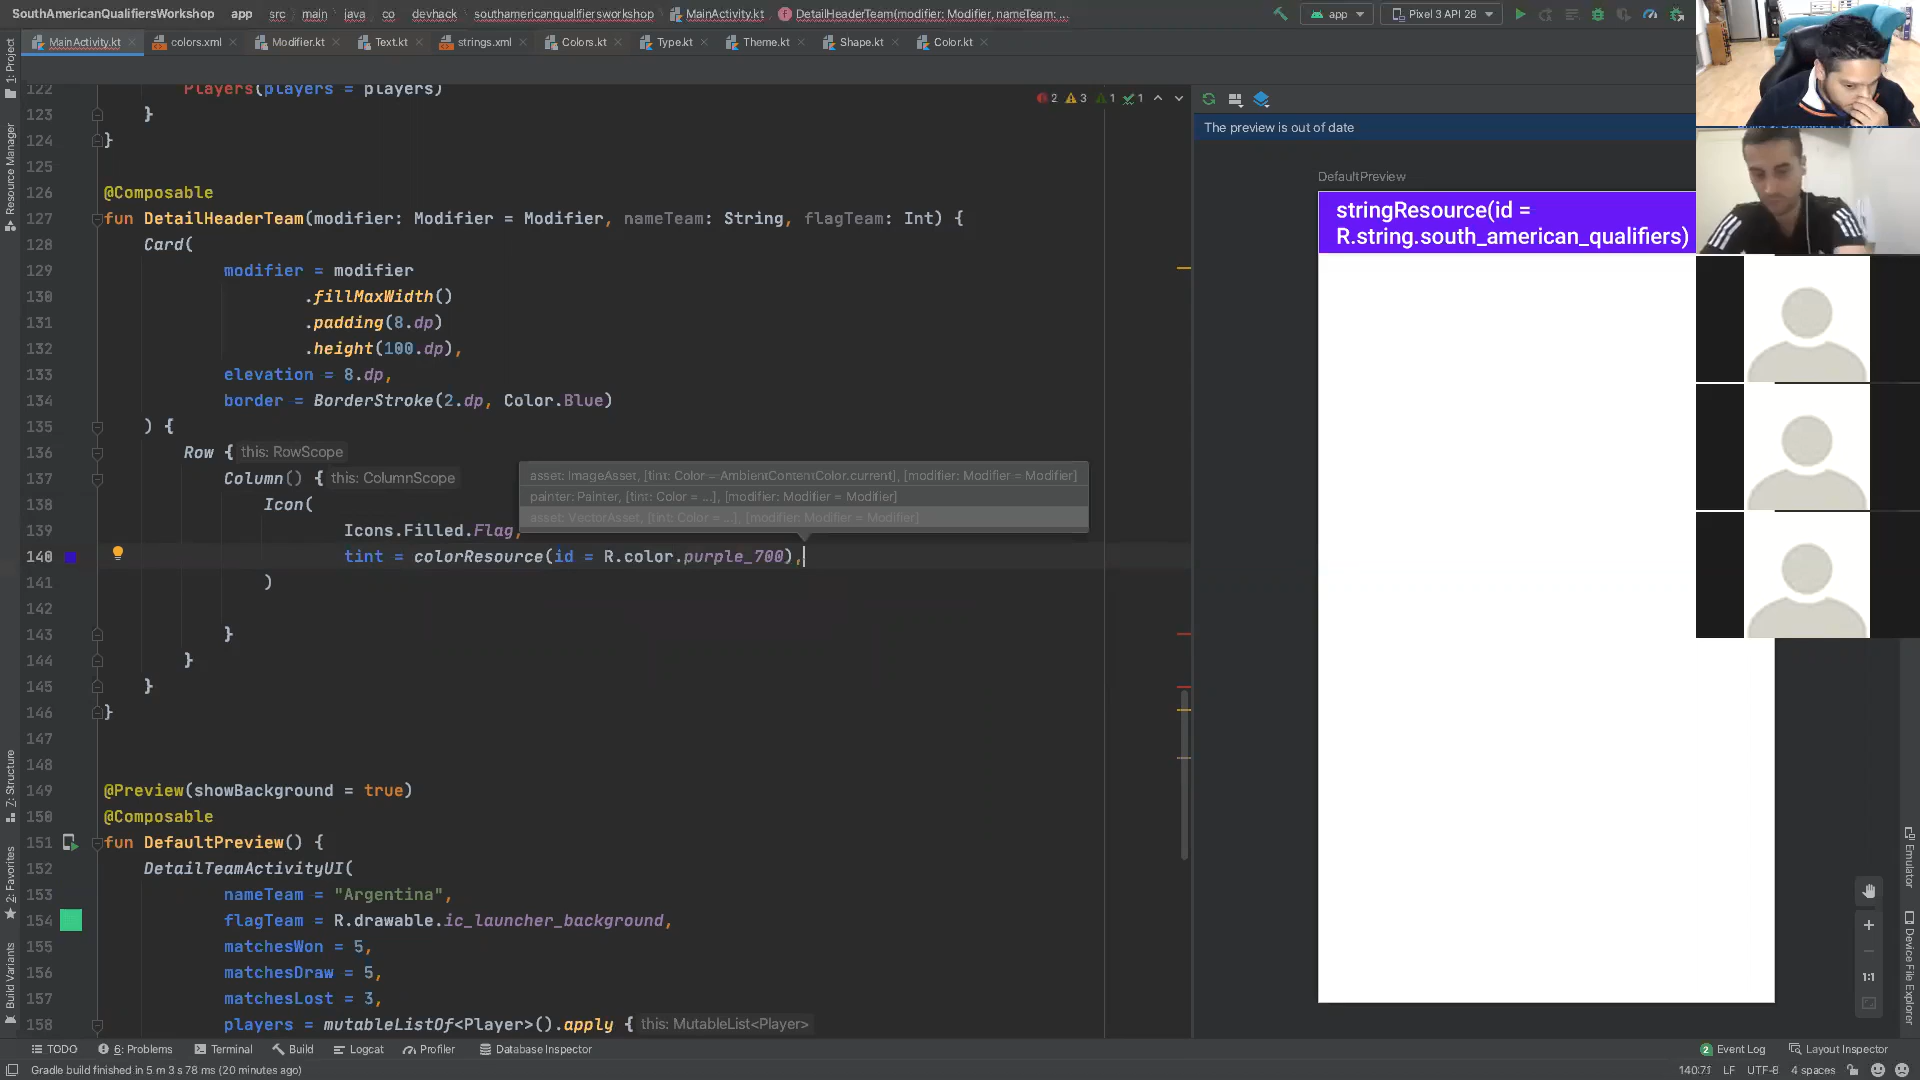 SouthAmericanQualifiersWorkshop app src main java co devhack southamericanqualifiersworkshop MainActivity.kt DetailHeaderTeam(modifier: Modifier, nameTeam: ...
app Pixel 3 API 28
MainActivity.kt colors.xml Modifier.kt Text.kt strings.xml Colors.kt Type.kt Theme.kt Shape.kt Color.kt
1: Project
Resource Manager
Z: Structure
2: Favorites
Build Variants
2 3 1 1
122 Players(players = players)
123 }
124 }
125
126 @Composable
127 fun DetailHeaderTeam(modifier: Modifier = Modifier, nameTeam: String, flagTeam: Int) {
128 Card(
129 modifier = modifier
130 .fillMaxWidth()
131 .padding(8.dp)
132 .height(100.dp),
133 elevation = 8.dp,
134 border = BorderStroke(2.dp, Color.Blue)
135 ) {
136 Row { this: RowScope
137 Column() { this: ColumnScope
138 Icon(
139 Icons.Filled.Flag,
140 tint = colorResource(id = R.color.purple_700),
141 )
142
143 }
144 }
145 }
146 }
147
148
149 @Preview(showBackground = true)
150 @Composable
151 fun DefaultPreview() {
152 DetailTeamActivityUI(
153 nameTeam = "Argentina",
154 flagTeam = R.drawable.ic_launcher_background,
155 matchesWon = 5,
156 matchesDraw = 5,
157 matchesLost = 3,
158 players = mutableListOf<Player>().apply { this: MutableList<Player>
asset: ImageAsset, [tint: Color = AmbientContentColor.current], [modifier: Modifier = Modifier]
painter: Painter, [tint: Color = ...], [modifier: Modifier = Modifier]
asset: VectorAsset, [tint: Color = ...], [modifier: Modifier = Modifier]
The preview is out of date
DefaultPreview
stringResource(id =
R.string.south_american_qualifiers)
1:1
Emulator
Device File Explorer
TODO 6: Problems Terminal Build Logcat Profiler Database Inspector
2 Event Log Layout Inspector
Gradle build finished in 5 m 3 s 78 ms (20 minutes ago)
140:71 LF UTF-8 4 spaces